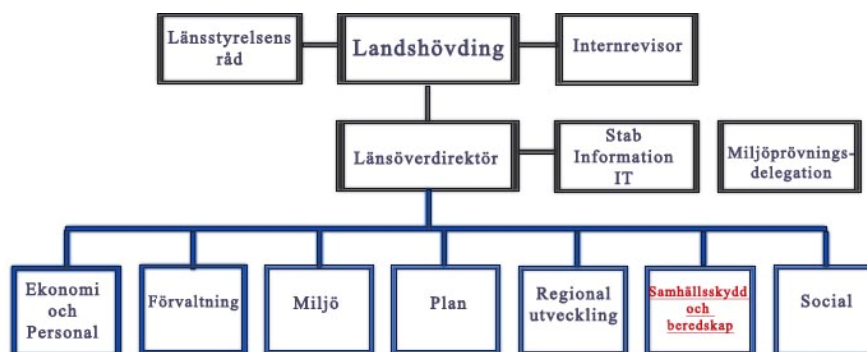 Länsstyrelsens
råd
Landshövding
Internrevisor
Länsöverdirektör
Stab
Information
IT
Miljöprövnings-
delegation
Ekonomi
och
Personal
Förvaltning
Miljö
Plan
Regional
utveckling
Samhällsskydd
och
beredskap
Social